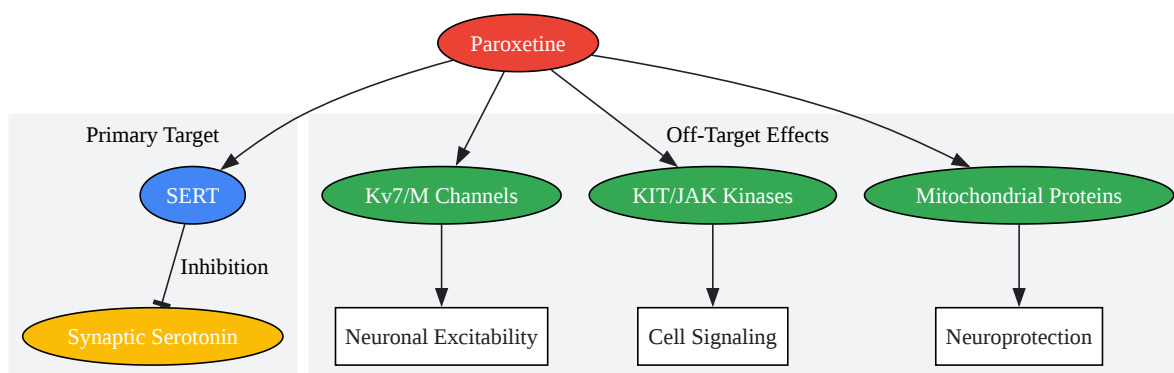 Paroxetine
Primary Target
Off-Target Effects
SERT
Kv7/M Channels
KIT/JAK Kinases
Mitochondrial Proteins
Inhibition
Synaptic Serotonin
Neuronal Excitability
Cell Signaling
Neuroprotection